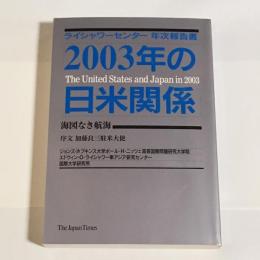 ライシャワーセンター 年次報告書
2003年の
The United States and Japan in 2003
日米関係
海図なき航海
序文 加藤良三駐米大使
ジョンズ・ホプキンス大学ポール・H・ニッツェ高等国際問題研究大学院
エドウィン・O・ライシャワー東アジア研究センター
国際大学研究所
The Japan Times